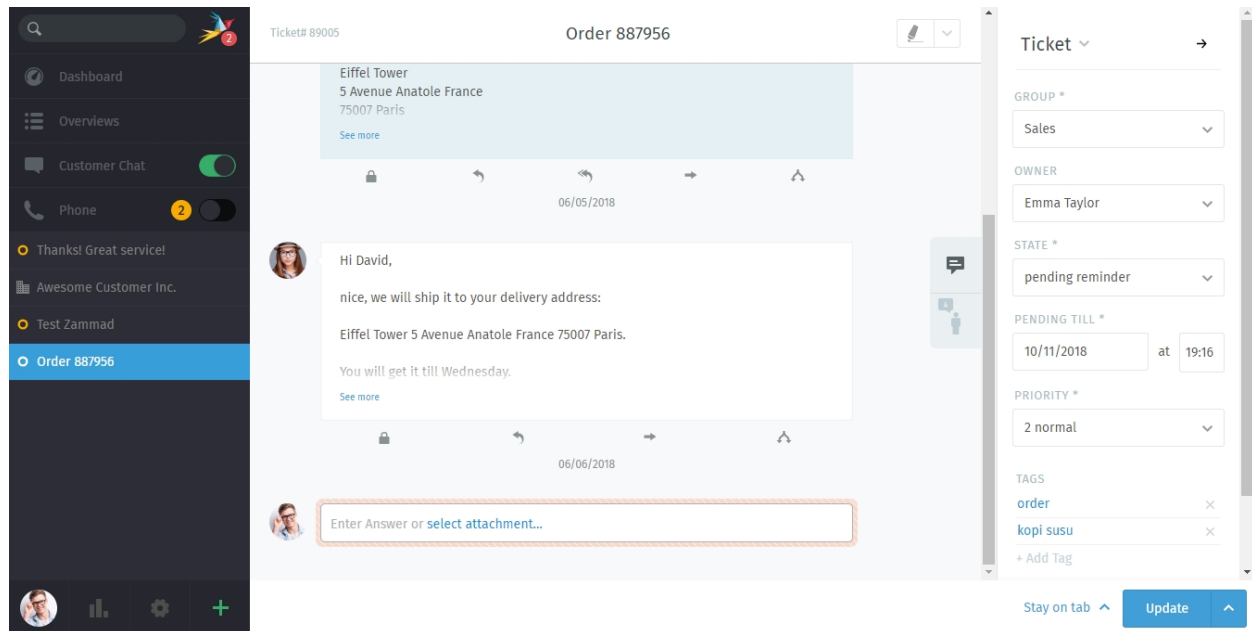 2
Dashboard
Overviews
Customer Chat
Phone 2
Thanks! Great service!
Awesome Customer Inc.
Test Zammad
Order 887956
Ticket# 89005
Order 887956
Eiffel Tower
5 Avenue Anatole France
75007 Paris
See more
06/05/2018
Hi David,
nice, we will ship it to your delivery address:
Eiffel Tower 5 Avenue Anatole France 75007 Paris.
You will get it till Wednesday.
See more
06/06/2018
Enter Answer or select attachment...
Ticket
GROUP *
Sales
OWNER
Emma Taylor
STATE *
pending reminder
PENDING TILL *
10/11/2018 at 19:16
PRIORITY *
2 normal
TAGS
order
kopi susu
+ Add Tag
Stay on tab
Update